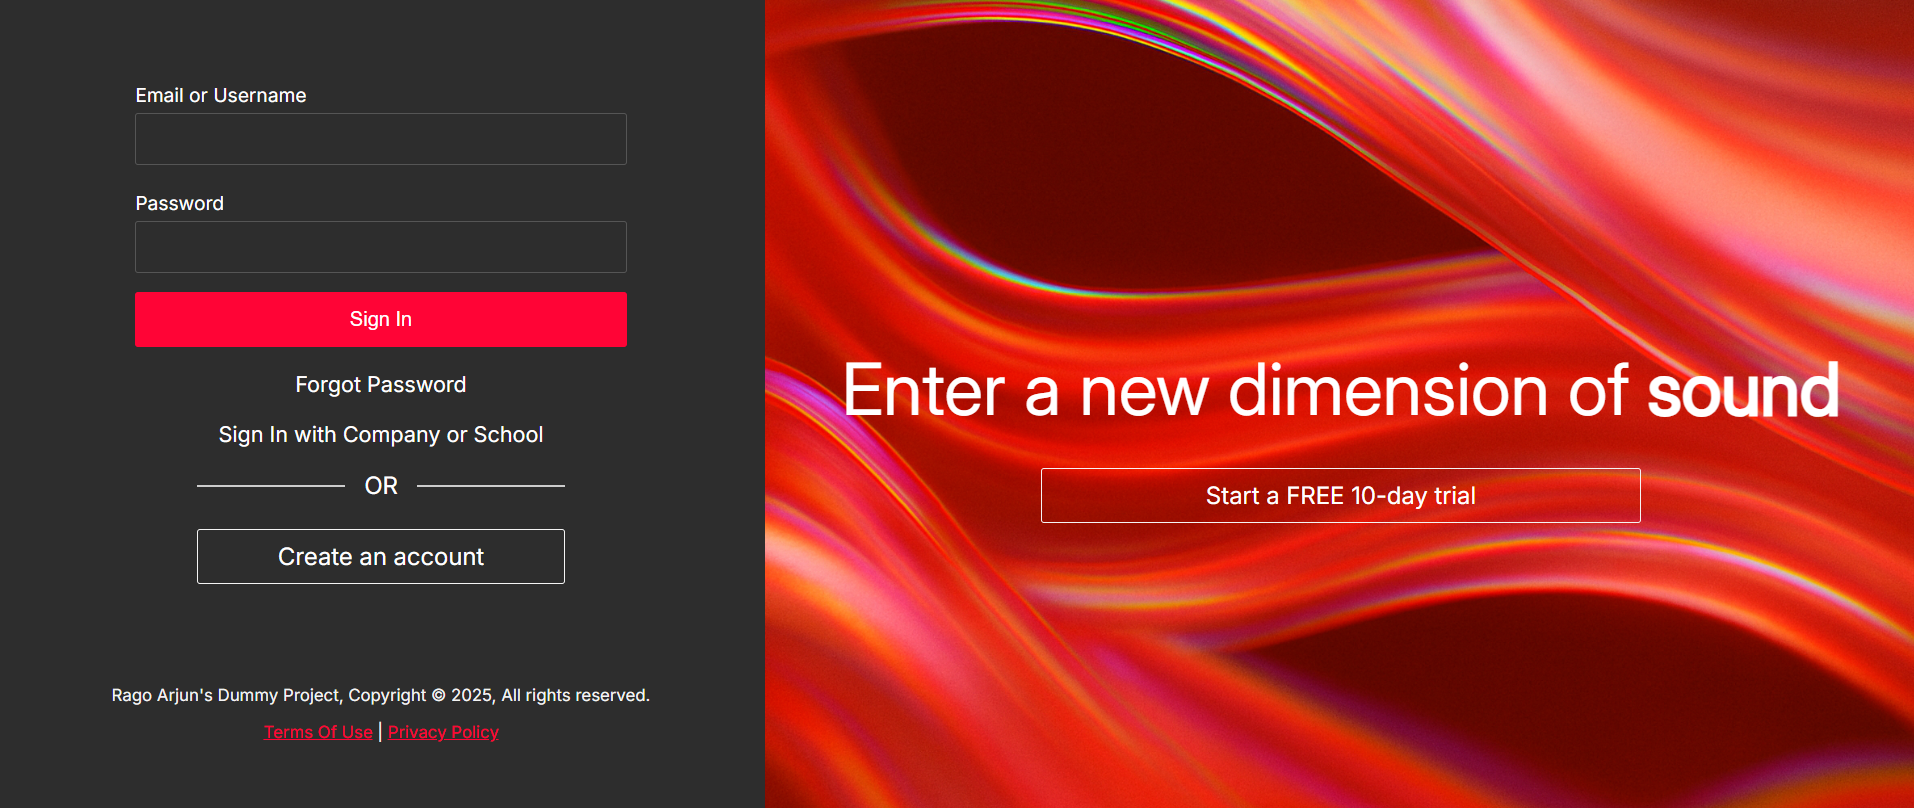 Email or Username
Password
Sign In
Forgot Password
Sign In with Company or School
OR
Create an account
Rago Arjun's Dummy Project, Copyright © 2025, All rights reserved.
Terms Of Use | Privacy Policy
Enter a new dimension of sound
Start a FREE 10-day trial